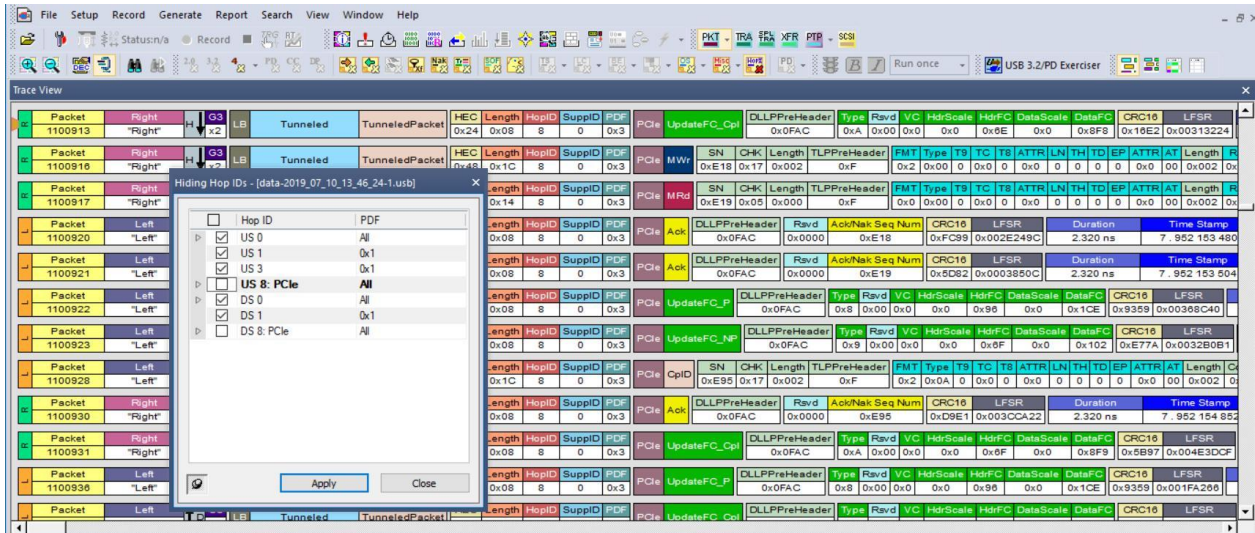 File Setup Record Generate Report Search View Window Help
Status:n/a Record PKT TRA XFR PTP SCSI
Run once USB 3.2/PD Exerciser
Trace View
Packet Right H G3 LB Tunneled TunneledPacket HEC Length HopID SuppID PDF PCIe UpdateFC_Cpl DLLPPreHeader Type Rsvd VC HdrScale HdrFC DataScale DataFC CRC16 LFSR
1100913 "Right" x2 0x24 0x08 8 0 0x3 0x0FAC 0xA 0x00 0x0 0x0 0x6E 0x0 0x8F8 0x16E2 0x00313224
Packet Right H G3 LB Tunneled TunneledPacket HEC Length HopID SuppID PDF PCIe MWr SN CHK Length TLPPreHeader FMT Type T9 TC T8 ATTR LN TH TD EP ATTR AT Length R
1100916 "Right" x2 0x48 0x1C 8 0 0x3 0xE18 0x17 0x002 0xF 0x2 0x00 0 0x0 0 0x0 0 0 0 0 0x0 00 0x002 0x
Packet Right Length HopID SuppID PDF PCIe MRd SN CHK Length TLPPreHeader FMT Type T9 TC T8 ATTR LN TH TD EP ATTR AT Length R
1100917 "Right" 0x14 8 0 0x3 0xE19 0x05 0x000 0xF 0x0 0x00 0 0x0 0 0x0 0 0 0 0 0x0 00 0x002 0x
Packet Left Length HopID SuppID PDF PCIe Ack DLLPPreHeader Rsvd Ack/Nak Seq Num CRC16 LFSR Duration Time Stamp
1100920 "Left" 0x08 8 0 0x3 0x0FAC 0x0000 0xE18 0xFC99 0x002E249C 2.320 ns 7 . 952 153 480
Packet Left Length HopID SuppID PDF PCIe Ack DLLPPreHeader Rsvd Ack/Nak Seq Num CRC16 LFSR Duration Time Stamp
1100921 "Left" 0x08 8 0 0x3 0x0FAC 0x0000 0xE19 0x5D82 0x0003850C 2.320 ns 7 . 952 153 504
Packet Left Length HopID SuppID PDF PCIe UpdateFC_P DLLPPreHeader Type Rsvd VC HdrScale HdrFC DataScale DataFC CRC16 LFSR
1100922 "Left" 0x08 8 0 0x3 0x0FAC 0x8 0x00 0x0 0x0 0x96 0x0 0x1CE 0x9359 0x00368C40
Packet Left Length HopID SuppID PDF PCIe UpdateFC_NP DLLPPreHeader Type Rsvd VC HdrScale HdrFC DataScale DataFC CRC16 LFSR
1100923 "Left" 0x08 8 0 0x3 0x0FAC 0x9 0x00 0x0 0x0 0x6F 0x0 0x102 0xE77A 0x0032B0B1
Packet Left Length HopID SuppID PDF PCIe CplD SN CHK Length TLPPreHeader FMT Type T9 TC T8 ATTR LN TH TD EP ATTR AT Length
1100928 "Left" 0x1C 8 0 0x3 0xE95 0x17 0x002 0xF 0x2 0x0A 0 0x0 0 0x0 0 0 0 0 0x0 00 0x002
Packet Right Length HopID SuppID PDF PCIe Ack DLLPPreHeader Rsvd Ack/Nak Seq Num CRC16 LFSR Duration Time Stamp
1100930 "Right" 0x08 8 0 0x3 0x0FAC 0x0000 0xE95 0xD9E1 0x003CCA22 2.320 ns 7 . 952 154 852
Packet Right Length HopID SuppID PDF PCIe UpdateFC_Cpl DLLPPreHeader Type Rsvd VC HdrScale HdrFC DataScale DataFC CRC16 LFSR
1100931 "Right" 0x08 8 0 0x3 0x0FAC 0xA 0x00 0x0 0x0 0x6F 0x0 0x8F9 0x5B97 0x004E3DCF
Packet Left Length HopID SuppID PDF PCIe UpdateFC_P DLLPPreHeader Type Rsvd VC HdrScale HdrFC DataScale DataFC CRC16 LFSR
1100936 "Left" 0x08 8 0 0x3 0x0FAC 0x8 0x00 0x0 0x0 0x96 0x0 0x1CE 0x9359 0x001FA266
Packet Left LB Tunneled TunneledPacket Length HopID SuppID PDF PCIe UpdateFC_Cpl DLLPPreHeader Type Rsvd VC HdrScale HdrFC DataScale DataFC CRC16 LFSR
Hiding Hop IDs - [data-2019_07_10_13_46_24-1.usb]
Hop ID PDF
US 0 All
US 1 0x1
US 3 0x1
US 8: PCIe All
DS 0 All
DS 1 0x1
DS 8: PCIe All
Apply Close